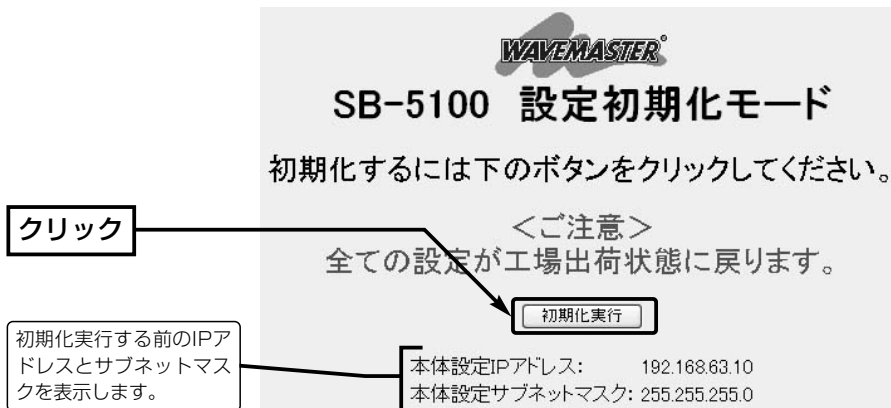 WAVEMASTER®
SB-5100 設定初期化モード
初期化するには下のボタンをクリックしてください。
クリック
＜ご注意＞
全ての設定が工場出荷状態に戻ります。
初期化実行
初期化実行する前のIPア
ドレスとサブネットマス
クを表示します。
本体設定IPアドレス: 192.168.63.10
本体設定サブネットマスク: 255.255.255.0